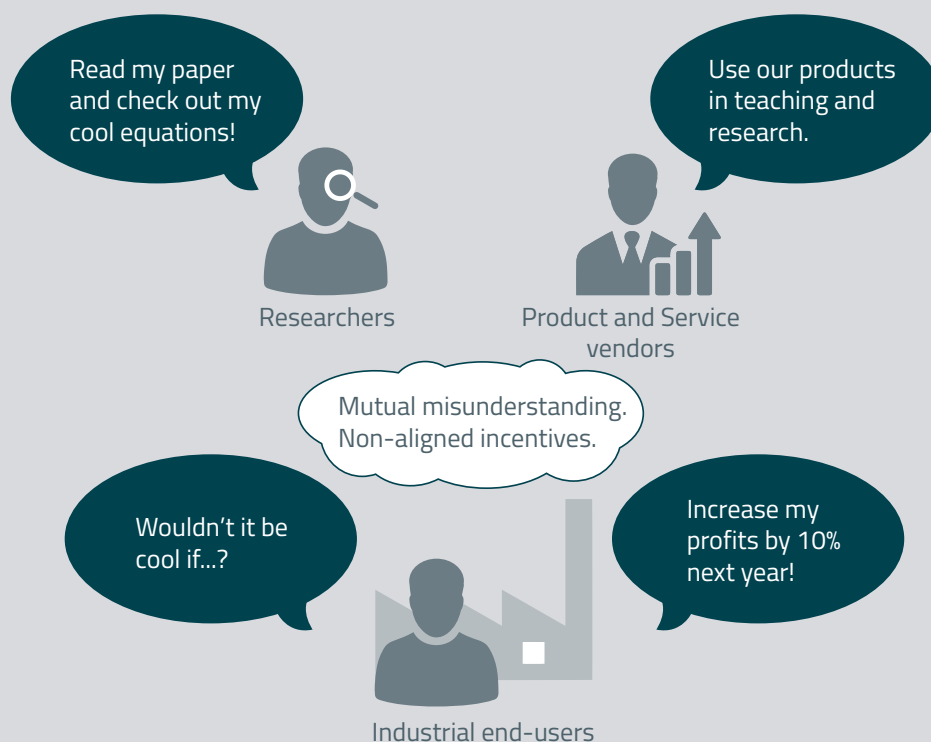 Read my paper
and check out my
cool equations!
Use our products
in teaching and
research.
Researchers
Product and Service
vendors
Mutual misunderstanding.
Non-aligned incentives.
Wouldn’t it be
cool if...?
Increase my
profits by 10%
next year!
Industrial end-users